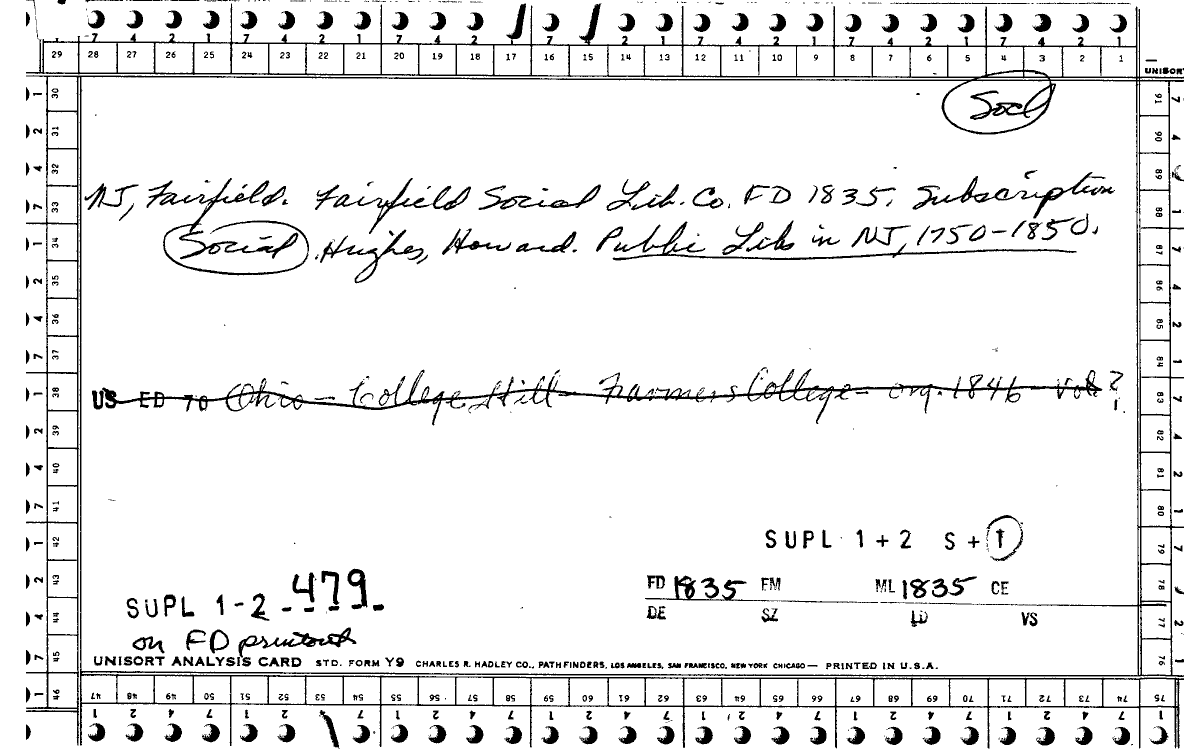 7 4 2 1 7 4 2 1 7 4 2 1 7 4 2 1 7 4 2 1 7 4 2 1 7 4 2 1
29 28 27 26 25 24 23 22 21 20 19 18 17 16 15 14 13 12 11 10 9 8 7 6 5 4 3 2 1
UNISORT
Socl
NJ, Fairfield. Fairfield Social Lib. Co. FD 1835. Subscription
Social. Hughes, Howard. Public Libs in NJ, 1750-1850.
US ED 70 Ohio - College Hill - Farmers College - org. 1846 - vol ?
SUPL 1+2 S+1
FD 1835 FM ML 1835 CE
DE SZ LD VS
SUPL 1-2 - 479 -
on FD printout
UNISORT ANALYSIS CARD STD. FORM Y9 CHARLES R. HADLEY CO., PATHFINDERS, LOS ANGELES, SAN FRANCISCO, NEW YORK CHICAGO — PRINTED IN U.S.A.
30 31 32 33 34 35 36 37 38 39 40 41 42 43 44 45 46
91 90 89 88 87 86 85 84 83 82 81 80 79 78 77 76 75
47 48 49 50 51 52 53 54 55 56 57 58 59 60 61 62 63 64 65 66 67 68 69 70 71 72 73 74
1 2 4 7 1 2 4 7 1 2 4 7 1 2 4 7 1 2 4 7 1 2 4 7 1 2 4 7 1